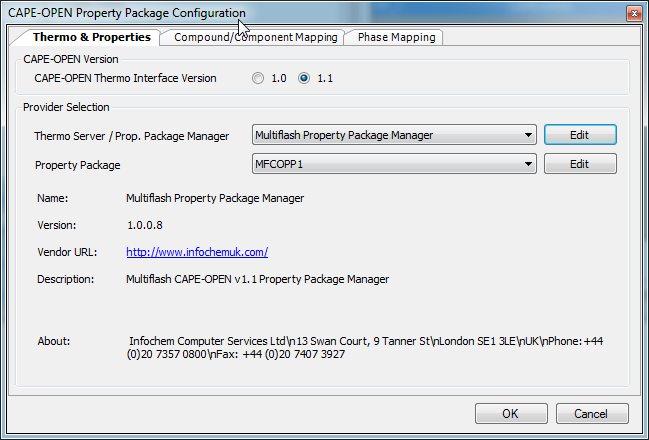 CAPE-OPEN Property Package Configuration
Thermo & Properties Compound/Component Mapping Phase Mapping
CAPE-OPEN Version
CAPE-OPEN Thermo Interface Version 1.0 1.1
Provider Selection
Thermo Server / Prop. Package Manager Multiflash Property Package Manager Edit
Property Package MFCOPP1 Edit
Name: Multiflash Property Package Manager
Version: 1.0.0.8
Vendor URL: http://www.infochemuk.com/
Description: Multiflash CAPE-OPEN v1.1 Property Package Manager
About: Infochem Computer Services Ltd\n13 Swan Court, 9 Tanner St\nLondon SE1 3LE\nUK\nPhone:+44
(0)20 7357 0800\nFax: +44 (0)20 7407 3927
OK Cancel